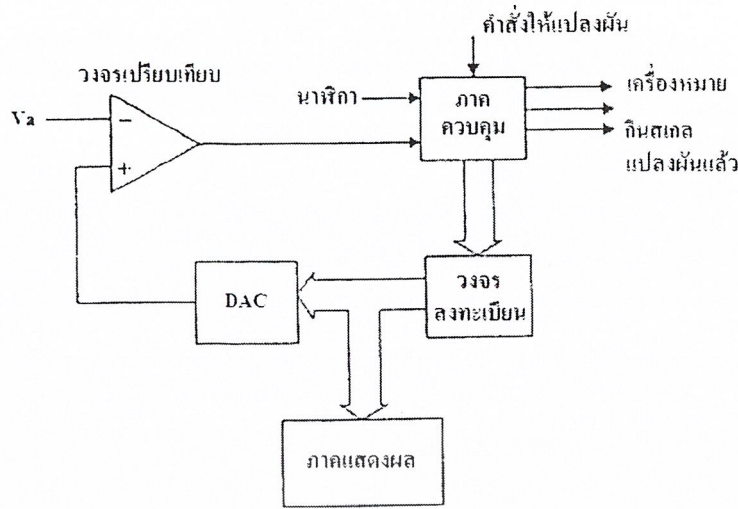 คำสั่งให้แปลงผัน
วงจรเปรียบเทียบ
นาฬิกา
ภาค
ควบคุม
เครื่องหมาย
กินสเกล
แปลงผันแล้ว
Va
−
+
DAC
วงจร
ลงทะเบียน
ภาคแสดงผล